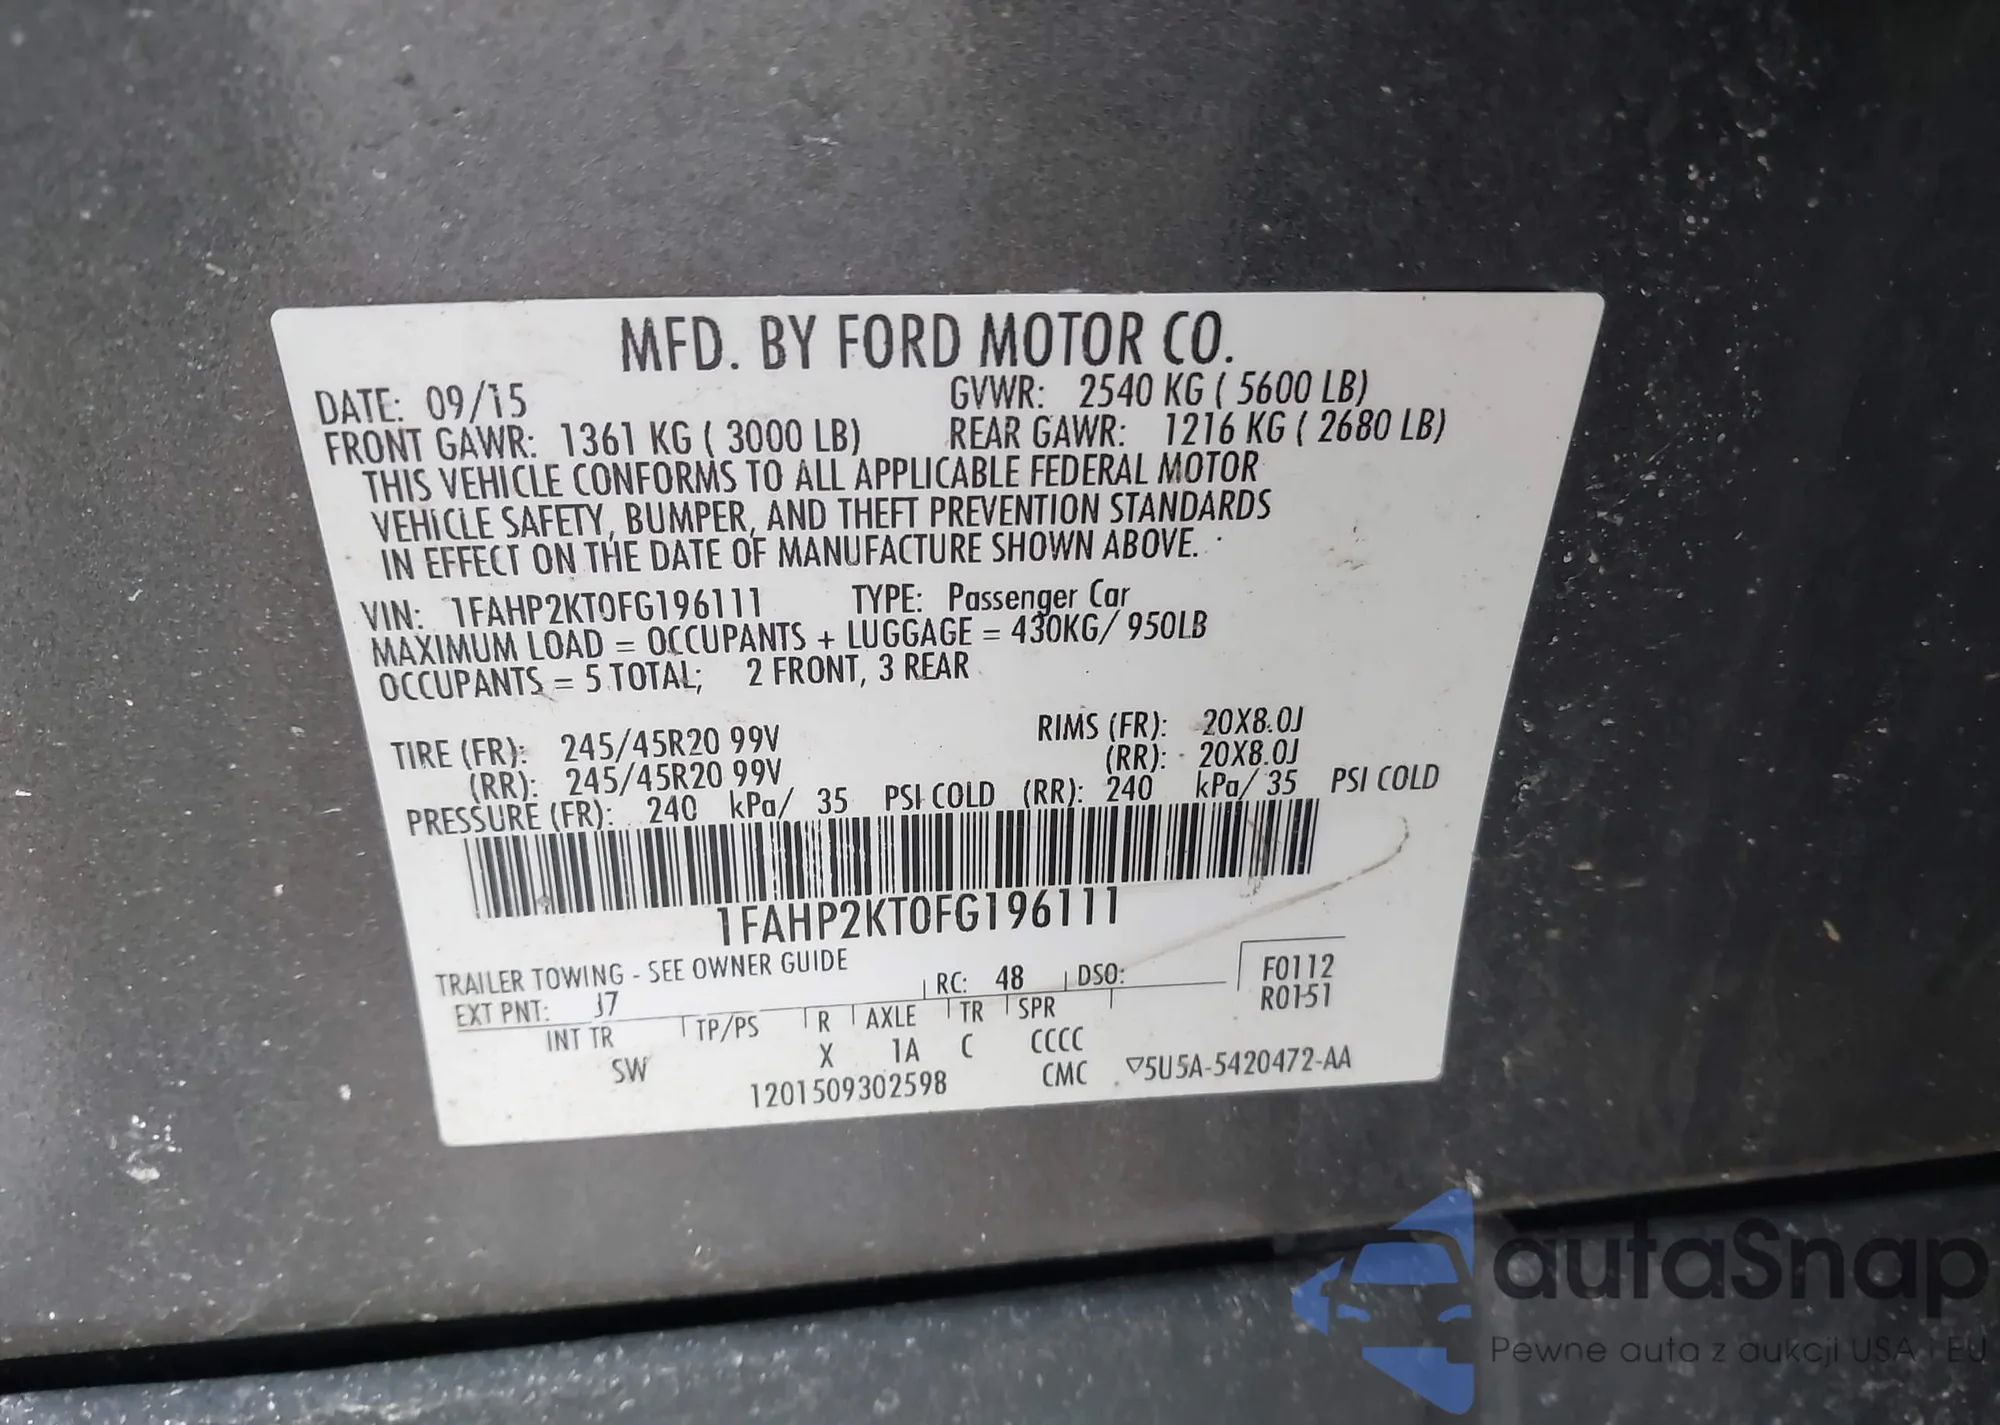 MFD. BY FORD MOTOR CO.
DATE: 09/15 GVWR: 2540 KG ( 5600 LB)
FRONT GAWR: 1361 KG ( 3000 LB) REAR GAWR: 1216 KG ( 2680 LB)
THIS VEHICLE CONFORMS TO ALL APPLICABLE FEDERAL MOTOR
VEHICLE SAFETY, BUMPER, AND THEFT PREVENTION STANDARDS
IN EFFECT ON THE DATE OF MANUFACTURE SHOWN ABOVE.
VIN: 1FAHP2KT0FG196111 TYPE: Passenger Car
MAXIMUM LOAD = OCCUPANTS + LUGGAGE = 430KG/ 950LB
OCCUPANTS = 5 TOTAL; 2 FRONT, 3 REAR
TIRE (FR): 245/45R20 99V RIMS (FR): 20X8.0J
(RR): 245/45R20 99V (RR): 20X8.0J
PRESSURE (FR): 240 kPa/ 35 PSI COLD (RR): 240 kPa/ 35 PSI COLD
1FAHP2KT0FG196111
TRAILER TOWING - SEE OWNER GUIDE
EXT PNT: J7 RC: 48 DSO: F0112
R0151
INT TR TP/PS R AXLE TR SPR
SW X 1A C CCCC
1201509302598 CMC ▽5U5A-5420472-AA
autaSnap
Pewne auta z aukcji USA i EU